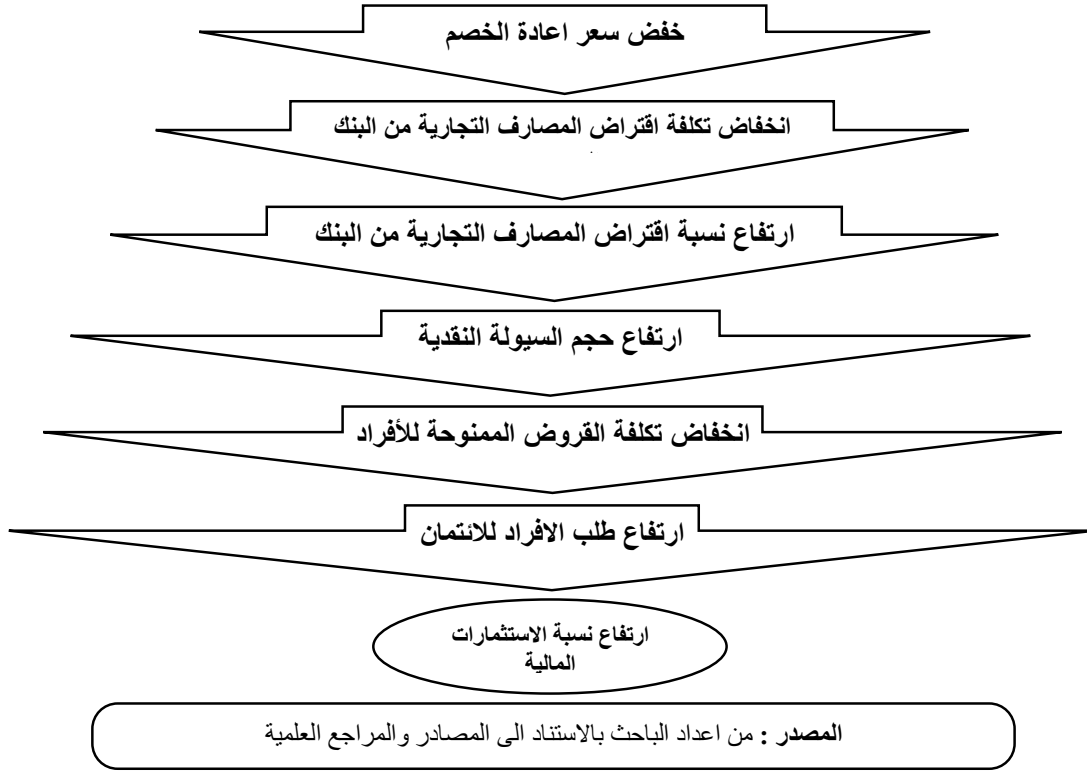 خفض سعر اعادة الخصم
انخفاض تكلفة اقتراض المصارف التجارية من البنك
ارتفاع نسبة اقتراض المصارف التجارية من البنك
ارتفاع حجم السيولة النقدية
انخفاض تكلفة القروض الممنوحة للأفراد
ارتفاع طلب الافراد للائتمان
ارتفاع نسبة الاستثمارات
المالية
المصدر : من اعداد الباحث بالاستناد الى المصادر والمراجع العلمية